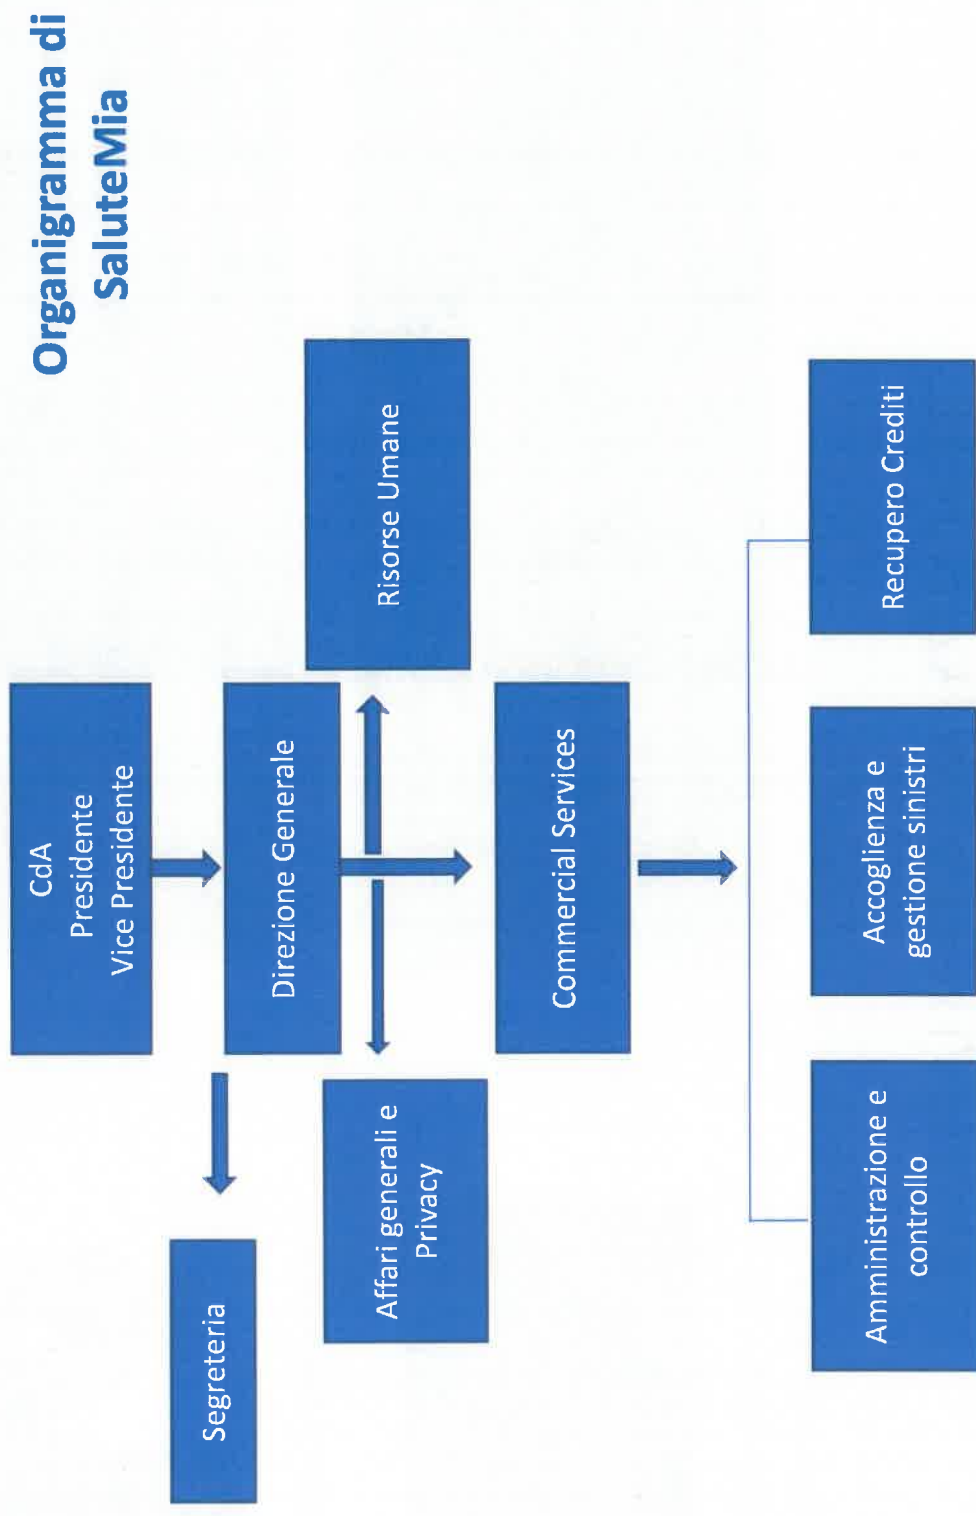 Organigramma di
SaluteMia
CdA
Presidente
Vice Presidente
Segreteria
Direzione Generale
Affari generali e
Privacy
Risorse Umane
Commercial Services
Amministrazione e
controllo
Accoglienza e
gestione sinistri
Recupero Crediti